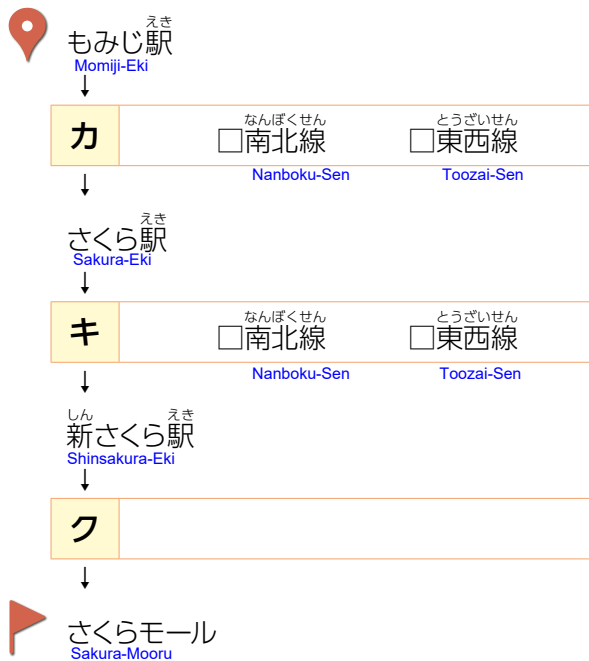 えき
もみじ駅
Momiji-Eki
↓
なんぼくせん とうざいせん
カ □南北線 □東西線
Nanboku-Sen Toozai-Sen
↓
えき
さくら駅
Sakura-Eki
↓
なんぼくせん とうざいせん
キ □南北線 □東西線
Nanboku-Sen Toozai-Sen
↓
しん えき
新さくら駅
Shinsakura-Eki
↓
ク
↓
さくらモール
Sakura-Mooru